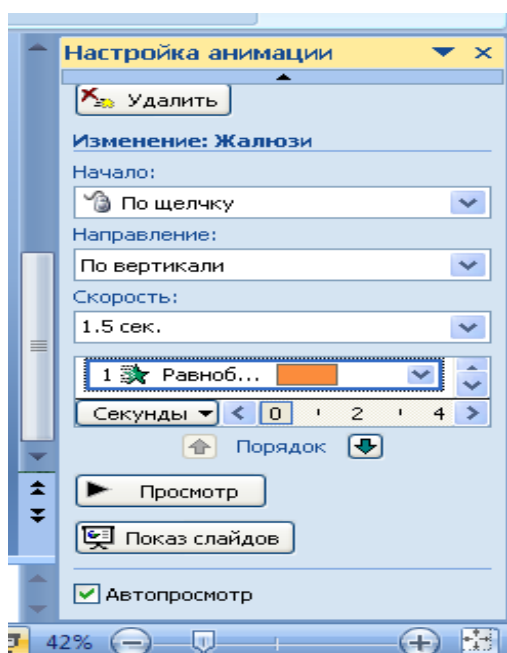 Настройка анимации
Удалить
Изменение: Жалюзи
Начало:
По щелчку
Направление:
По вертикали
Скорость:
1.5 сек.
1 Равноб...
Секунды 0 2 4
Порядок
Просмотр
Показ слайдов
Автопросмотр
42%